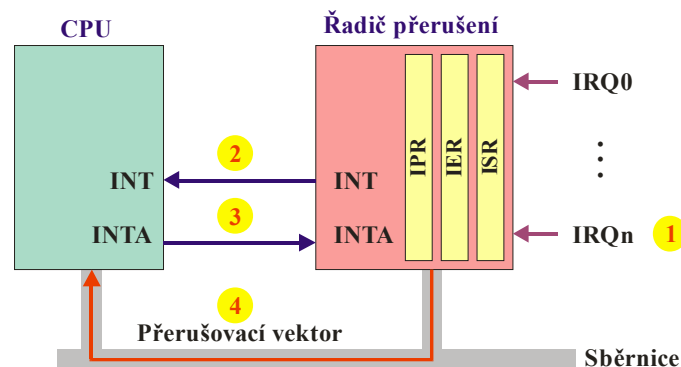 CPU
Řadič přerušení
IPR
IER
ISR
IRQ0
2
INT
INT
3
INTA
INTA
IRQn
1
4
Přerušovací vektor
Sběrnice